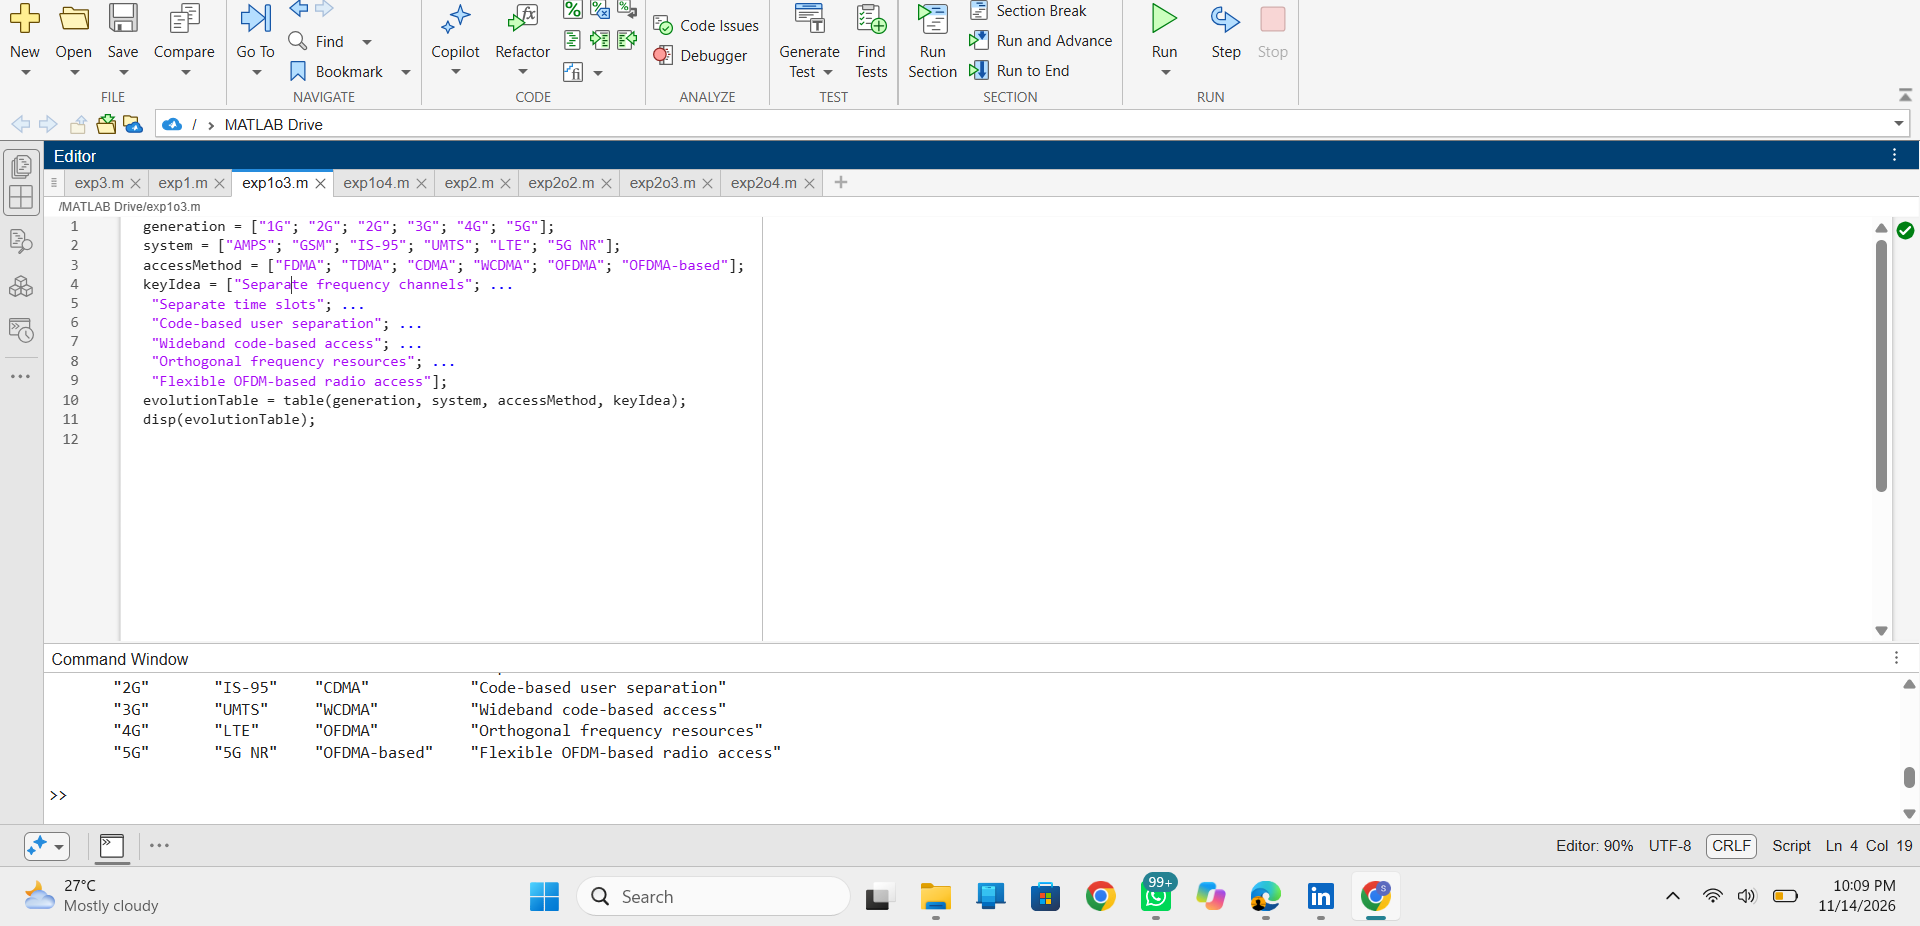 New
Open
Save
Compare
FILE
Go To
Find
Bookmark
NAVIGATE
Copilot
Refactor
CODE
Code Issues
Debugger
ANALYZE
Generate
Test
Find
Tests
TEST
Run
Section
Section Break
Run and Advance
Run to End
SECTION
Run
Step
Stop
RUN
/ › MATLAB Drive
Editor
exp3.m
exp1.m
exp1o3.m
exp1o4.m
exp2.m
exp2o2.m
exp2o3.m
exp2o4.m
/MATLAB Drive/exp1o3.m
1 generation = ["1G"; "2G"; "2G"; "3G"; "4G"; "5G"];
2 system = ["AMPS"; "GSM"; "IS-95"; "UMTS"; "LTE"; "5G NR"];
3 accessMethod = ["FDMA"; "TDMA"; "CDMA"; "WCDMA"; "OFDMA"; "OFDMA-based"];
4 keyIdea = ["Separate frequency channels"; ...
5 "Separate time slots"; ...
6 "Code-based user separation"; ...
7 "Wideband code-based access"; ...
8 "Orthogonal frequency resources"; ...
9 "Flexible OFDM-based radio access"];
10 evolutionTable = table(generation, system, accessMethod, keyIdea);
11 disp(evolutionTable);
12
Command Window
"2G" "IS-95" "CDMA" "Code-based user separation"
"3G" "UMTS" "WCDMA" "Wideband code-based access"
"4G" "LTE" "OFDMA" "Orthogonal frequency resources"
"5G" "5G NR" "OFDMA-based" "Flexible OFDM-based radio access"
>>
Editor: 90% UTF-8 CRLF Script Ln 4 Col 19
27°C
Mostly cloudy
Search
99+
10:09 PM
11/14/2026